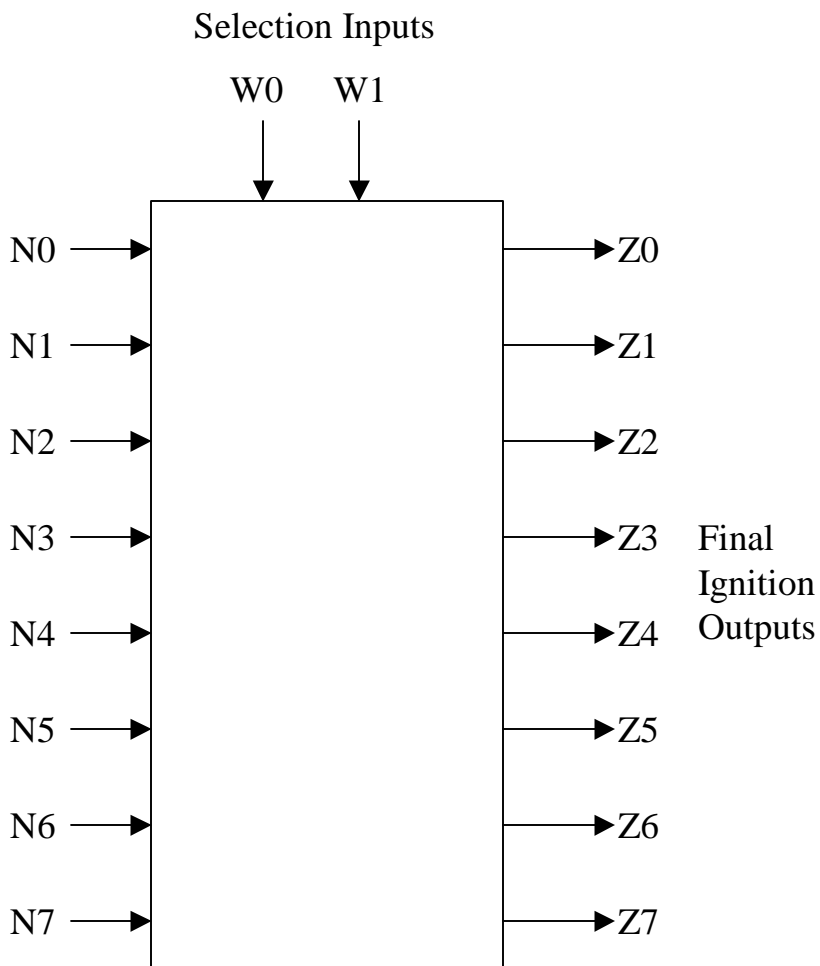 Selection Inputs
W0 W1
N0 Z0
N1 Z1
N2 Z2
N3 Z3 Final
Ignition
N4 Z4 Outputs
N5 Z5
N6 Z6
N7 Z7